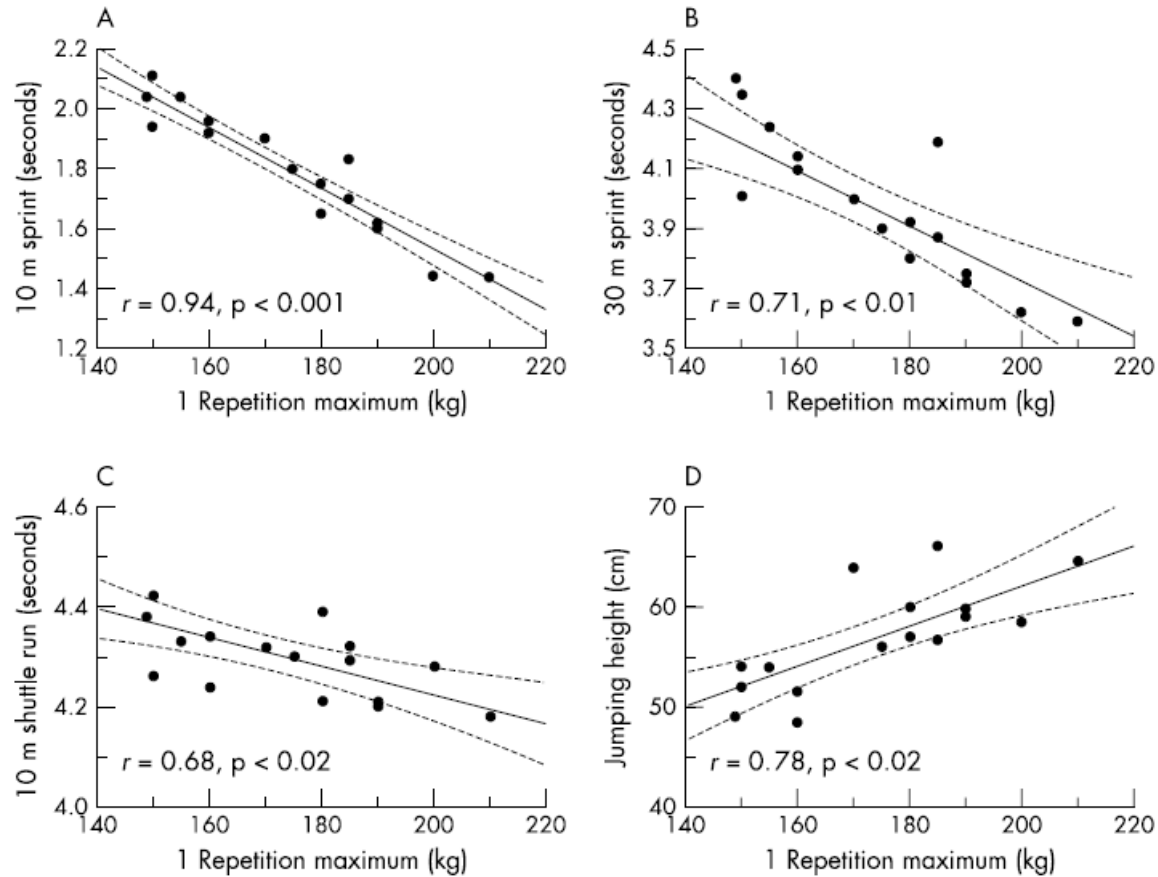 A
10 m sprint (seconds)
2.2
2.0
1.8
1.6
1.4
1.2
r = 0.94, p < 0.001
140 160 180 200 220
1 Repetition maximum (kg)
B
30 m sprint (seconds)
4.5
4.3
4.1
3.9
3.7
3.5
r = 0.71, p < 0.01
140 160 180 200 220
1 Repetition maximum (kg)
C
10 m shuttle run (seconds)
4.6
4.4
4.2
4.0
r = 0.68, p < 0.02
140 160 180 200 220
1 Repetition maximum (kg)
D
Jumping height (cm)
70
60
50
40
r = 0.78, p < 0.02
140 160 180 200 220
1 Repetition maximum (kg)